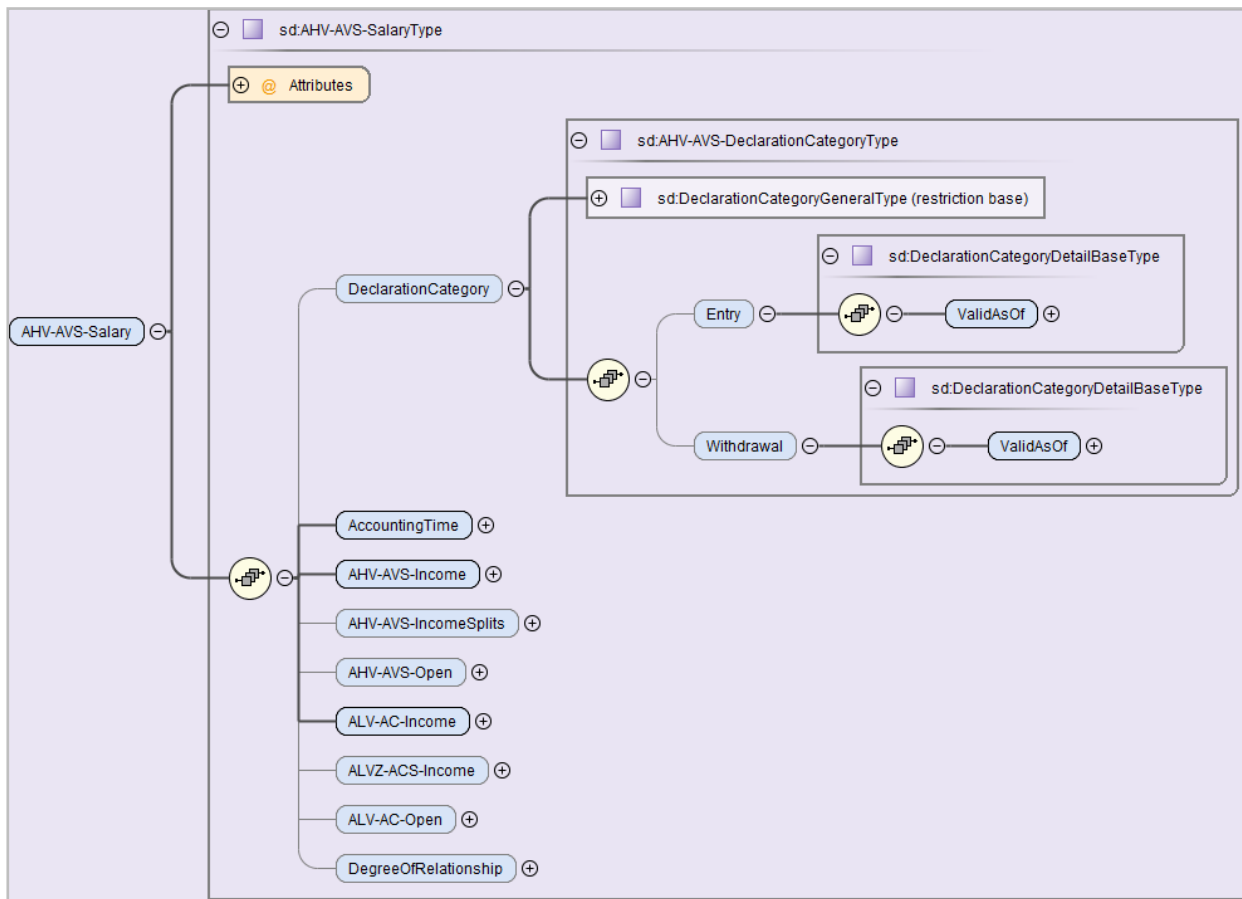 sd:AHV-AVS-SalaryType
@ Attributes
sd:AHV-AVS-DeclarationCategoryType
sd:DeclarationCategoryGeneralType (restriction base)
sd:DeclarationCategoryDetailBaseType
DeclarationCategory
Entry
ValidAsOf
AHV-AVS-Salary
sd:DeclarationCategoryDetailBaseType
Withdrawal
ValidAsOf
AccountingTime
AHV-AVS-Income
AHV-AVS-IncomeSplits
AHV-AVS-Open
ALV-AC-Income
ALVZ-ACS-Income
ALV-AC-Open
DegreeOfRelationship